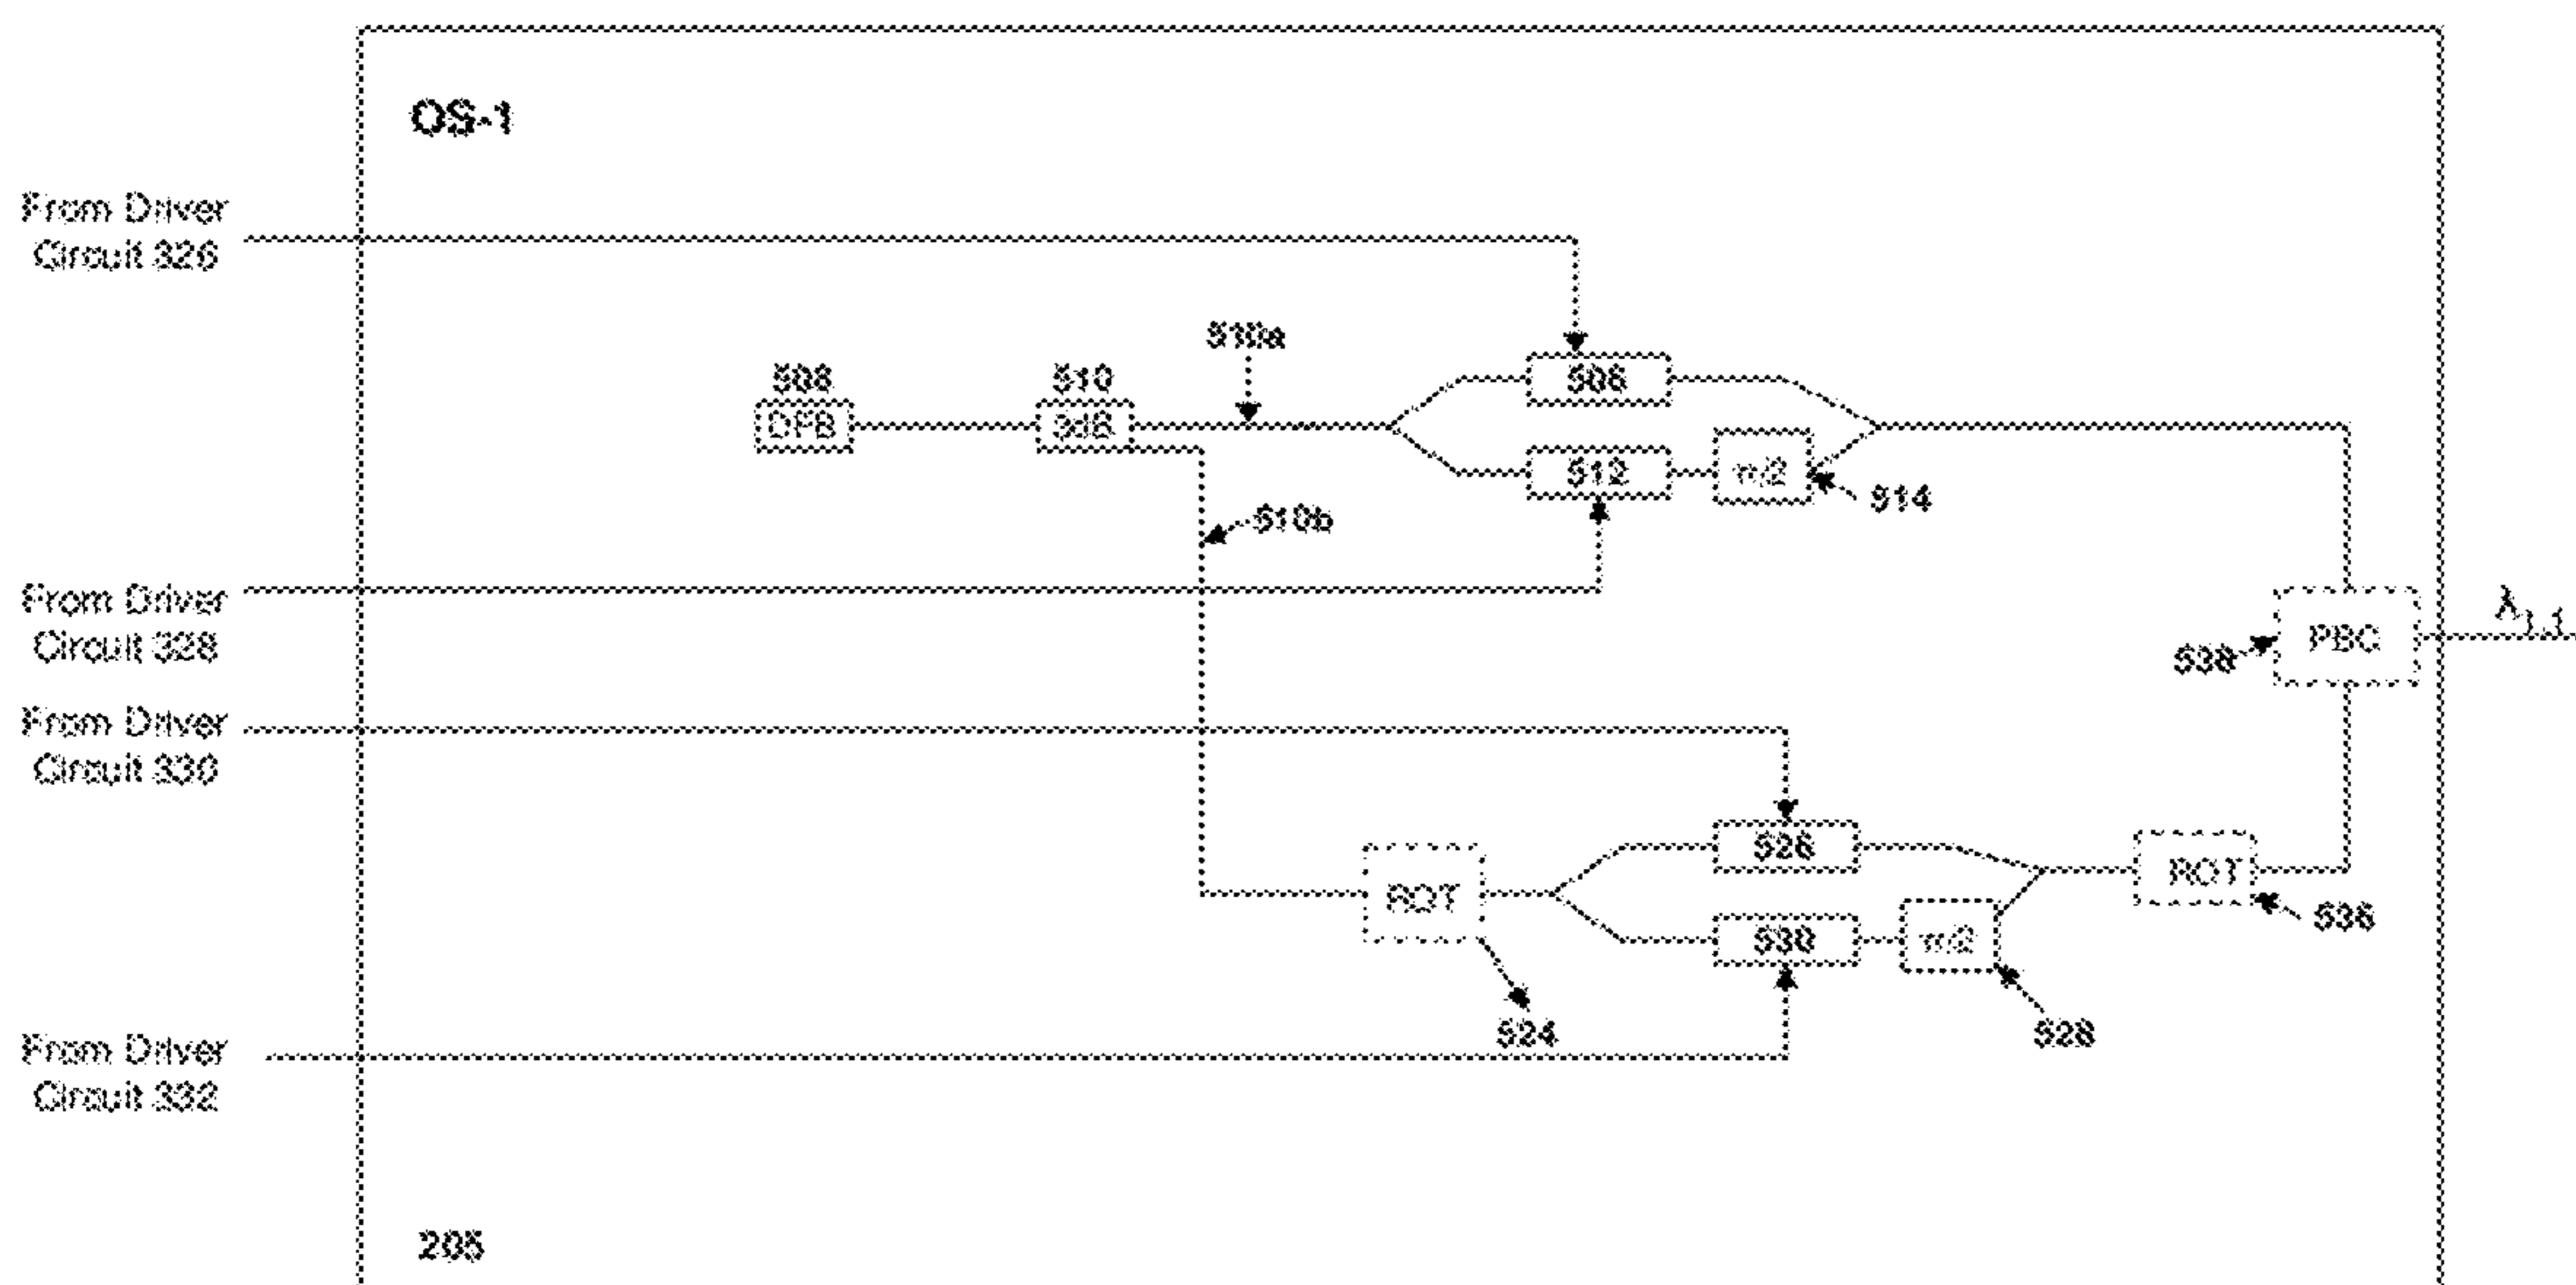 OS-1
From Driver
Circuit 326
510a
508
510
506
DFB
3dB
512
π/2
514
510b
From Driver
Circuit 328
λ1,1
PBC
538
From Driver
Circuit 330
526
ROT
ROT
536
530
π/2
524
528
From Driver
Circuit 332
205